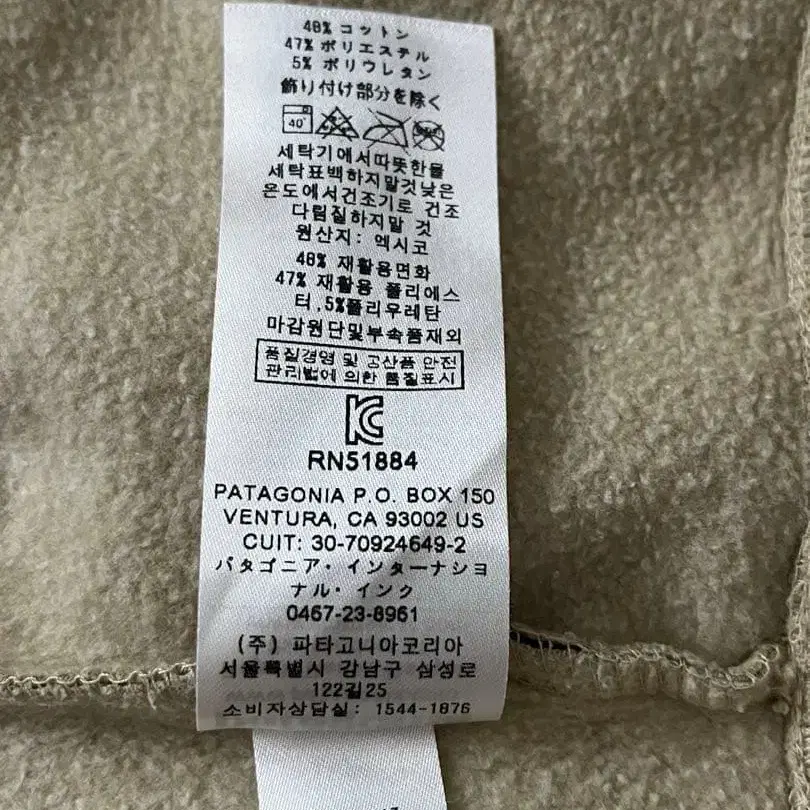 48% コットン
47% ポリエステル
5% ポリウレタン
飾り付け部分を除く
40°
세탁기에서따뜻한물
세탁표백하지말것낮은
온도에서건조기로 건조
다림질하지말 것
원산지: 엑시코
48% 재활용면화
47% 재활용 폴리에스
터,5%폴리우레탄
마감원단및부속품재외
품질경영 및 공산품 안전
관리법에 의한 품질표시
RN51884
PATAGONIA P.O. BOX 150
VENTURA, CA 93002 US
CUIT: 30-70924649-2
パタゴニア・インターナショ
ナル・インク
0467-23-8961
(주) 파타고니아코리아
서울특별시 강남구 삼성로
122길25
소비자상담실: 1544-1876